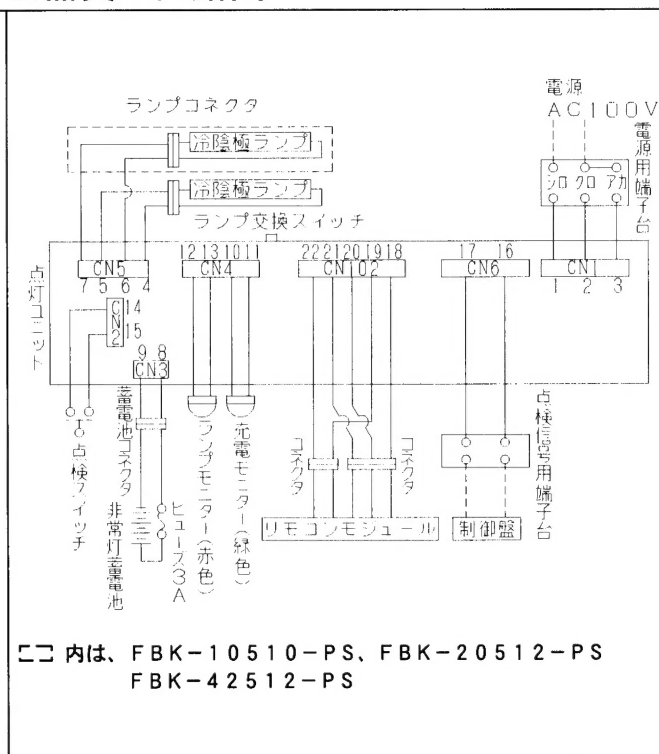 電源
AC100V
ランプコネクタ
電源用端子台
冷陰極ランプ
シロ クロ アカ
冷陰極ランプ
ランプ交換スイッチ
12 13 10 11
22 21 20 19 18
17 16
CN5
CN4
CN102
CN6
CN1
7 5 6 4
1 2 3
点灯ユニット
CN2
14
15
9 8
CN3
蓄電池コネクタ
点検スイッチ
非常灯蓄電池
ヒューズ3A
ランプモニター(赤色)
充電モニター(緑色)
コネクタ
コネクタ
点検信号用端子台
リモコンモジュール
制御盤
内は、FBK-10510-PS、FBK-20512-PS
FBK-42512-PS